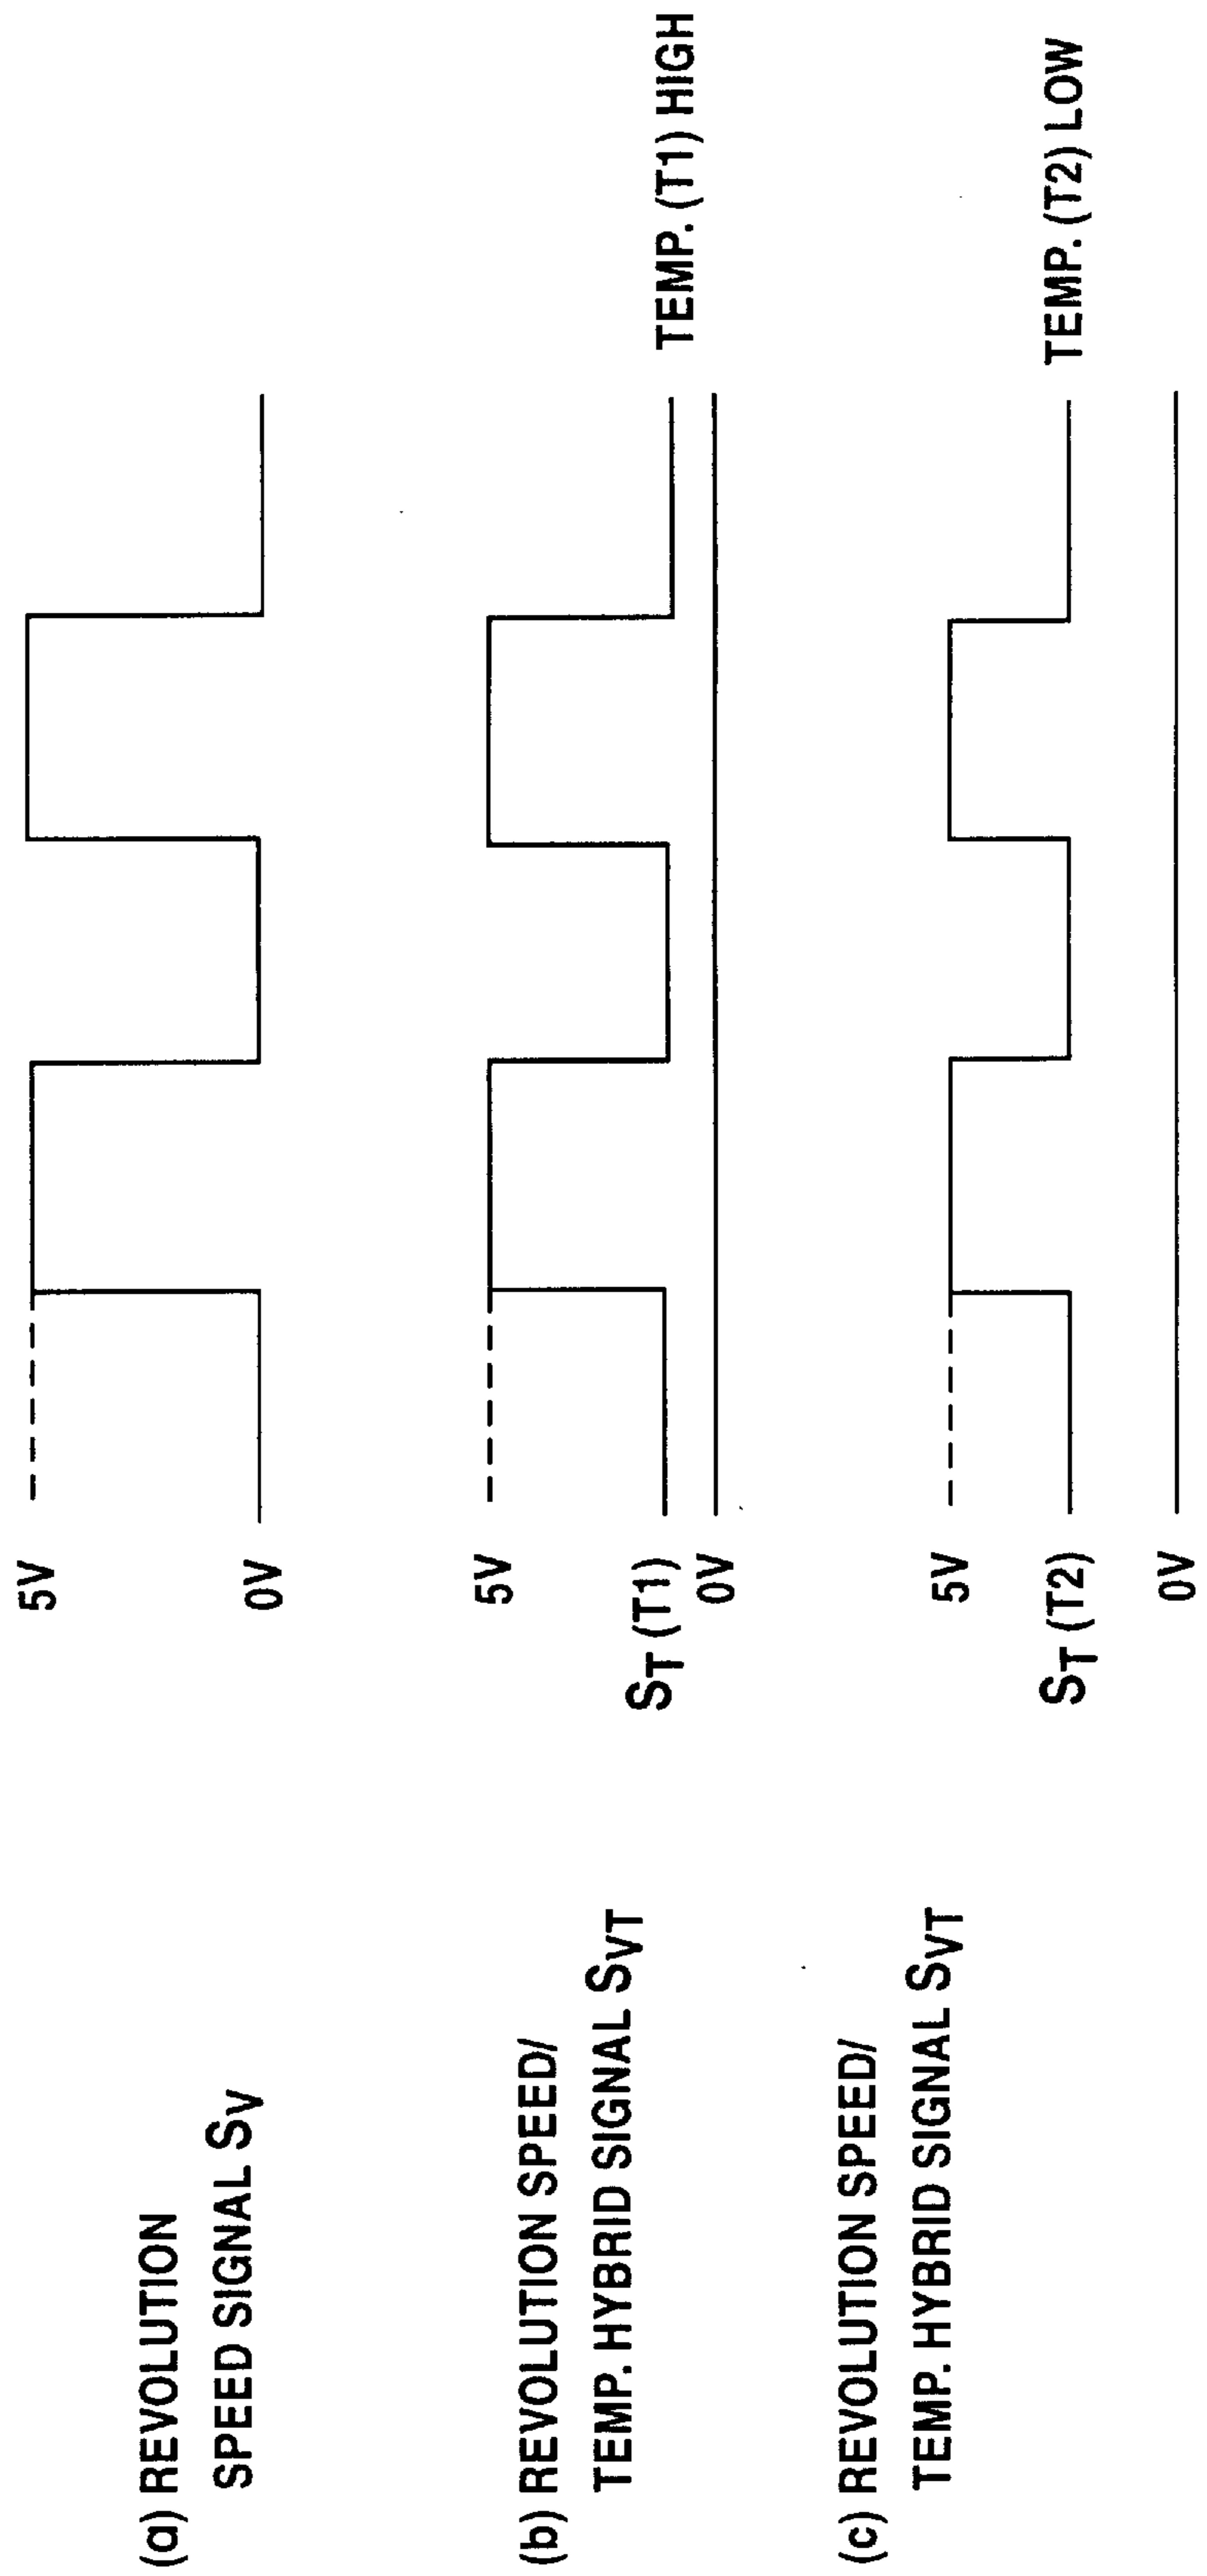 (a) REVOLUTION
SPEED SIGNAL SV
5V
0V
(b) REVOLUTION SPEED/
TEMP. HYBRID SIGNAL SVT
5V
ST (T1)
0V
TEMP. (T1) HIGH
(c) REVOLUTION SPEED/
TEMP. HYBRID SIGNAL SVT
5V
ST (T2)
0V
TEMP. (T2) LOW